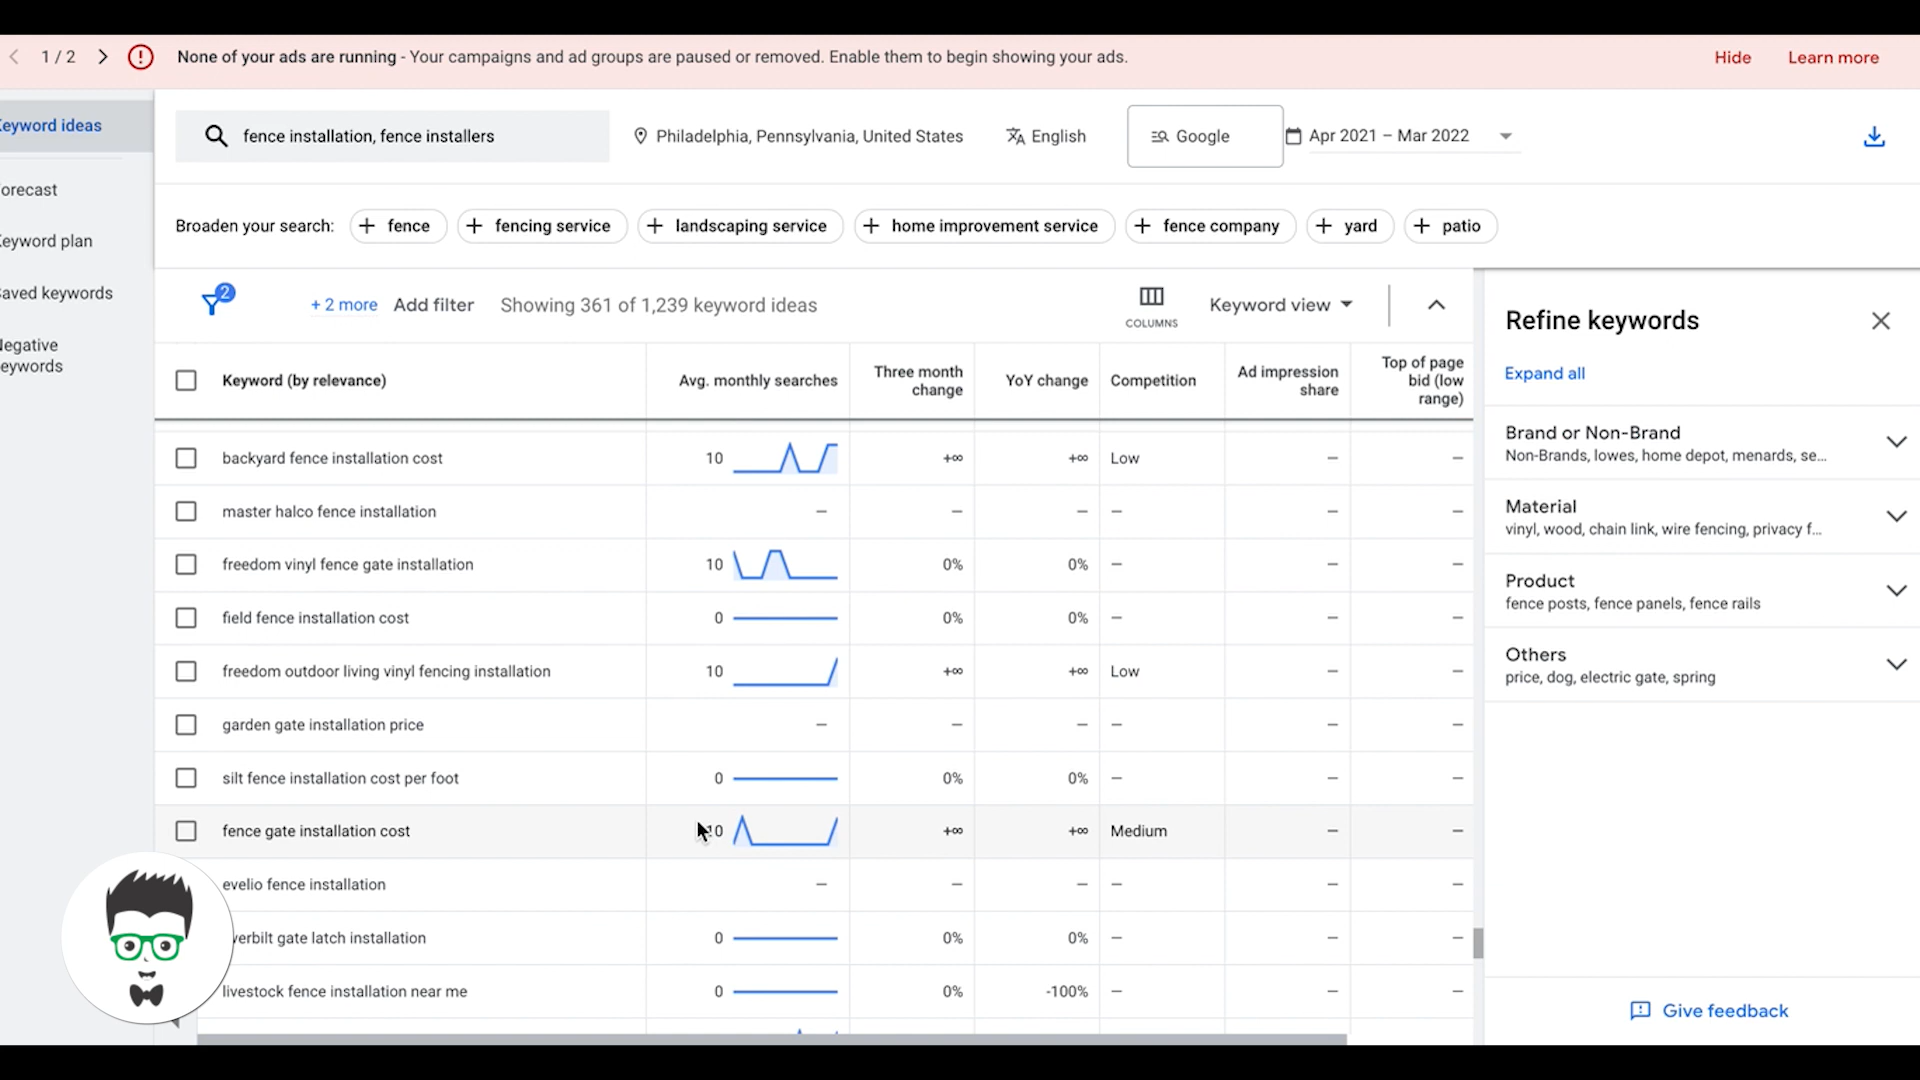 1 / 2 None of your ads are running - Your campaigns and ad groups are paused or removed. Enable them to begin showing your ads. Hide Learn more
eyword ideas
orecast
eyword plan
aved keywords
legative
eywords
fence installation, fence installers Philadelphia, Pennsylvania, United States English Google Apr 2021 – Mar 2022
Broaden your search: fence fencing service landscaping service home improvement service fence company yard patio
2 + 2 more Add filter Showing 361 of 1,239 keyword ideas COLUMNS Keyword view
Keyword (by relevance) Avg. monthly searches Three month change YoY change Competition Ad impression share Top of page bid (low range)
backyard fence installation cost 10 +∞ +∞ Low – –
master halco fence installation – – – – – –
freedom vinyl fence gate installation 10 0% 0% – – –
field fence installation cost 0 0% 0% – – –
freedom outdoor living vinyl fencing installation 10 +∞ +∞ Low – –
garden gate installation price – – – – – –
silt fence installation cost per foot 0 0% 0% – – –
fence gate installation cost 10 +∞ +∞ Medium – –
evelio fence installation – – – – – –
verbilt gate latch installation 0 0% 0% – – –
livestock fence installation near me 0 0% -100% – – –
Refine keywords
Expand all
Brand or Non-Brand
Non-Brands, lowes, home depot, menards, se...
Material
vinyl, wood, chain link, wire fencing, privacy f...
Product
fence posts, fence panels, fence rails
Others
price, dog, electric gate, spring
Give feedback